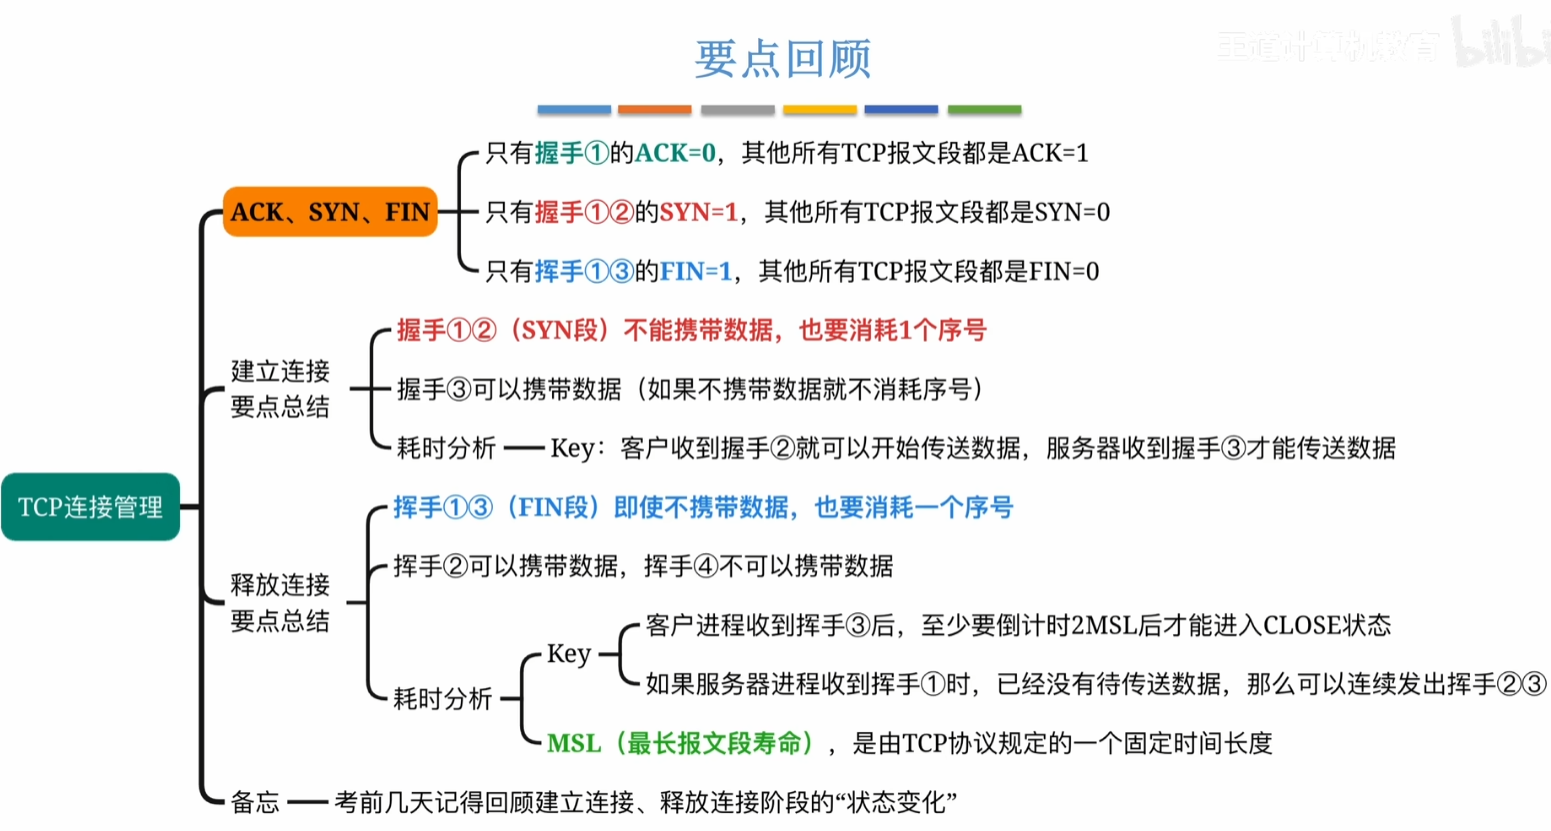 王道计算机教育 bilibi
要点回顾
只有握手①的ACK=0，其他所有TCP报文段都是ACK=1
ACK、SYN、FIN
只有握手①②的SYN=1，其他所有TCP报文段都是SYN=0
只有挥手①③的FIN=1，其他所有TCP报文段都是FIN=0
握手①②（SYN段）不能携带数据，也要消耗1个序号
建立连接
要点总结
握手③可以携带数据（如果不携带数据就不消耗序号）
耗时分析
Key：客户收到握手②就可以开始传送数据，服务器收到握手③才能传送数据
TCP连接管理
挥手①③（FIN段）即使不携带数据，也要消耗一个序号
挥手②可以携带数据，挥手④不可以携带数据
释放连接
要点总结
客户进程收到挥手③后，至少要倒计时2MSL后才能进入CLOSE状态
Key
如果服务器进程收到挥手①时，已经没有待传送数据，那么可以连续发出挥手②③
耗时分析
MSL（最长报文段寿命），是由TCP协议规定的一个固定时间长度
备忘
考前几天记得回顾建立连接、释放连接阶段的“状态变化”